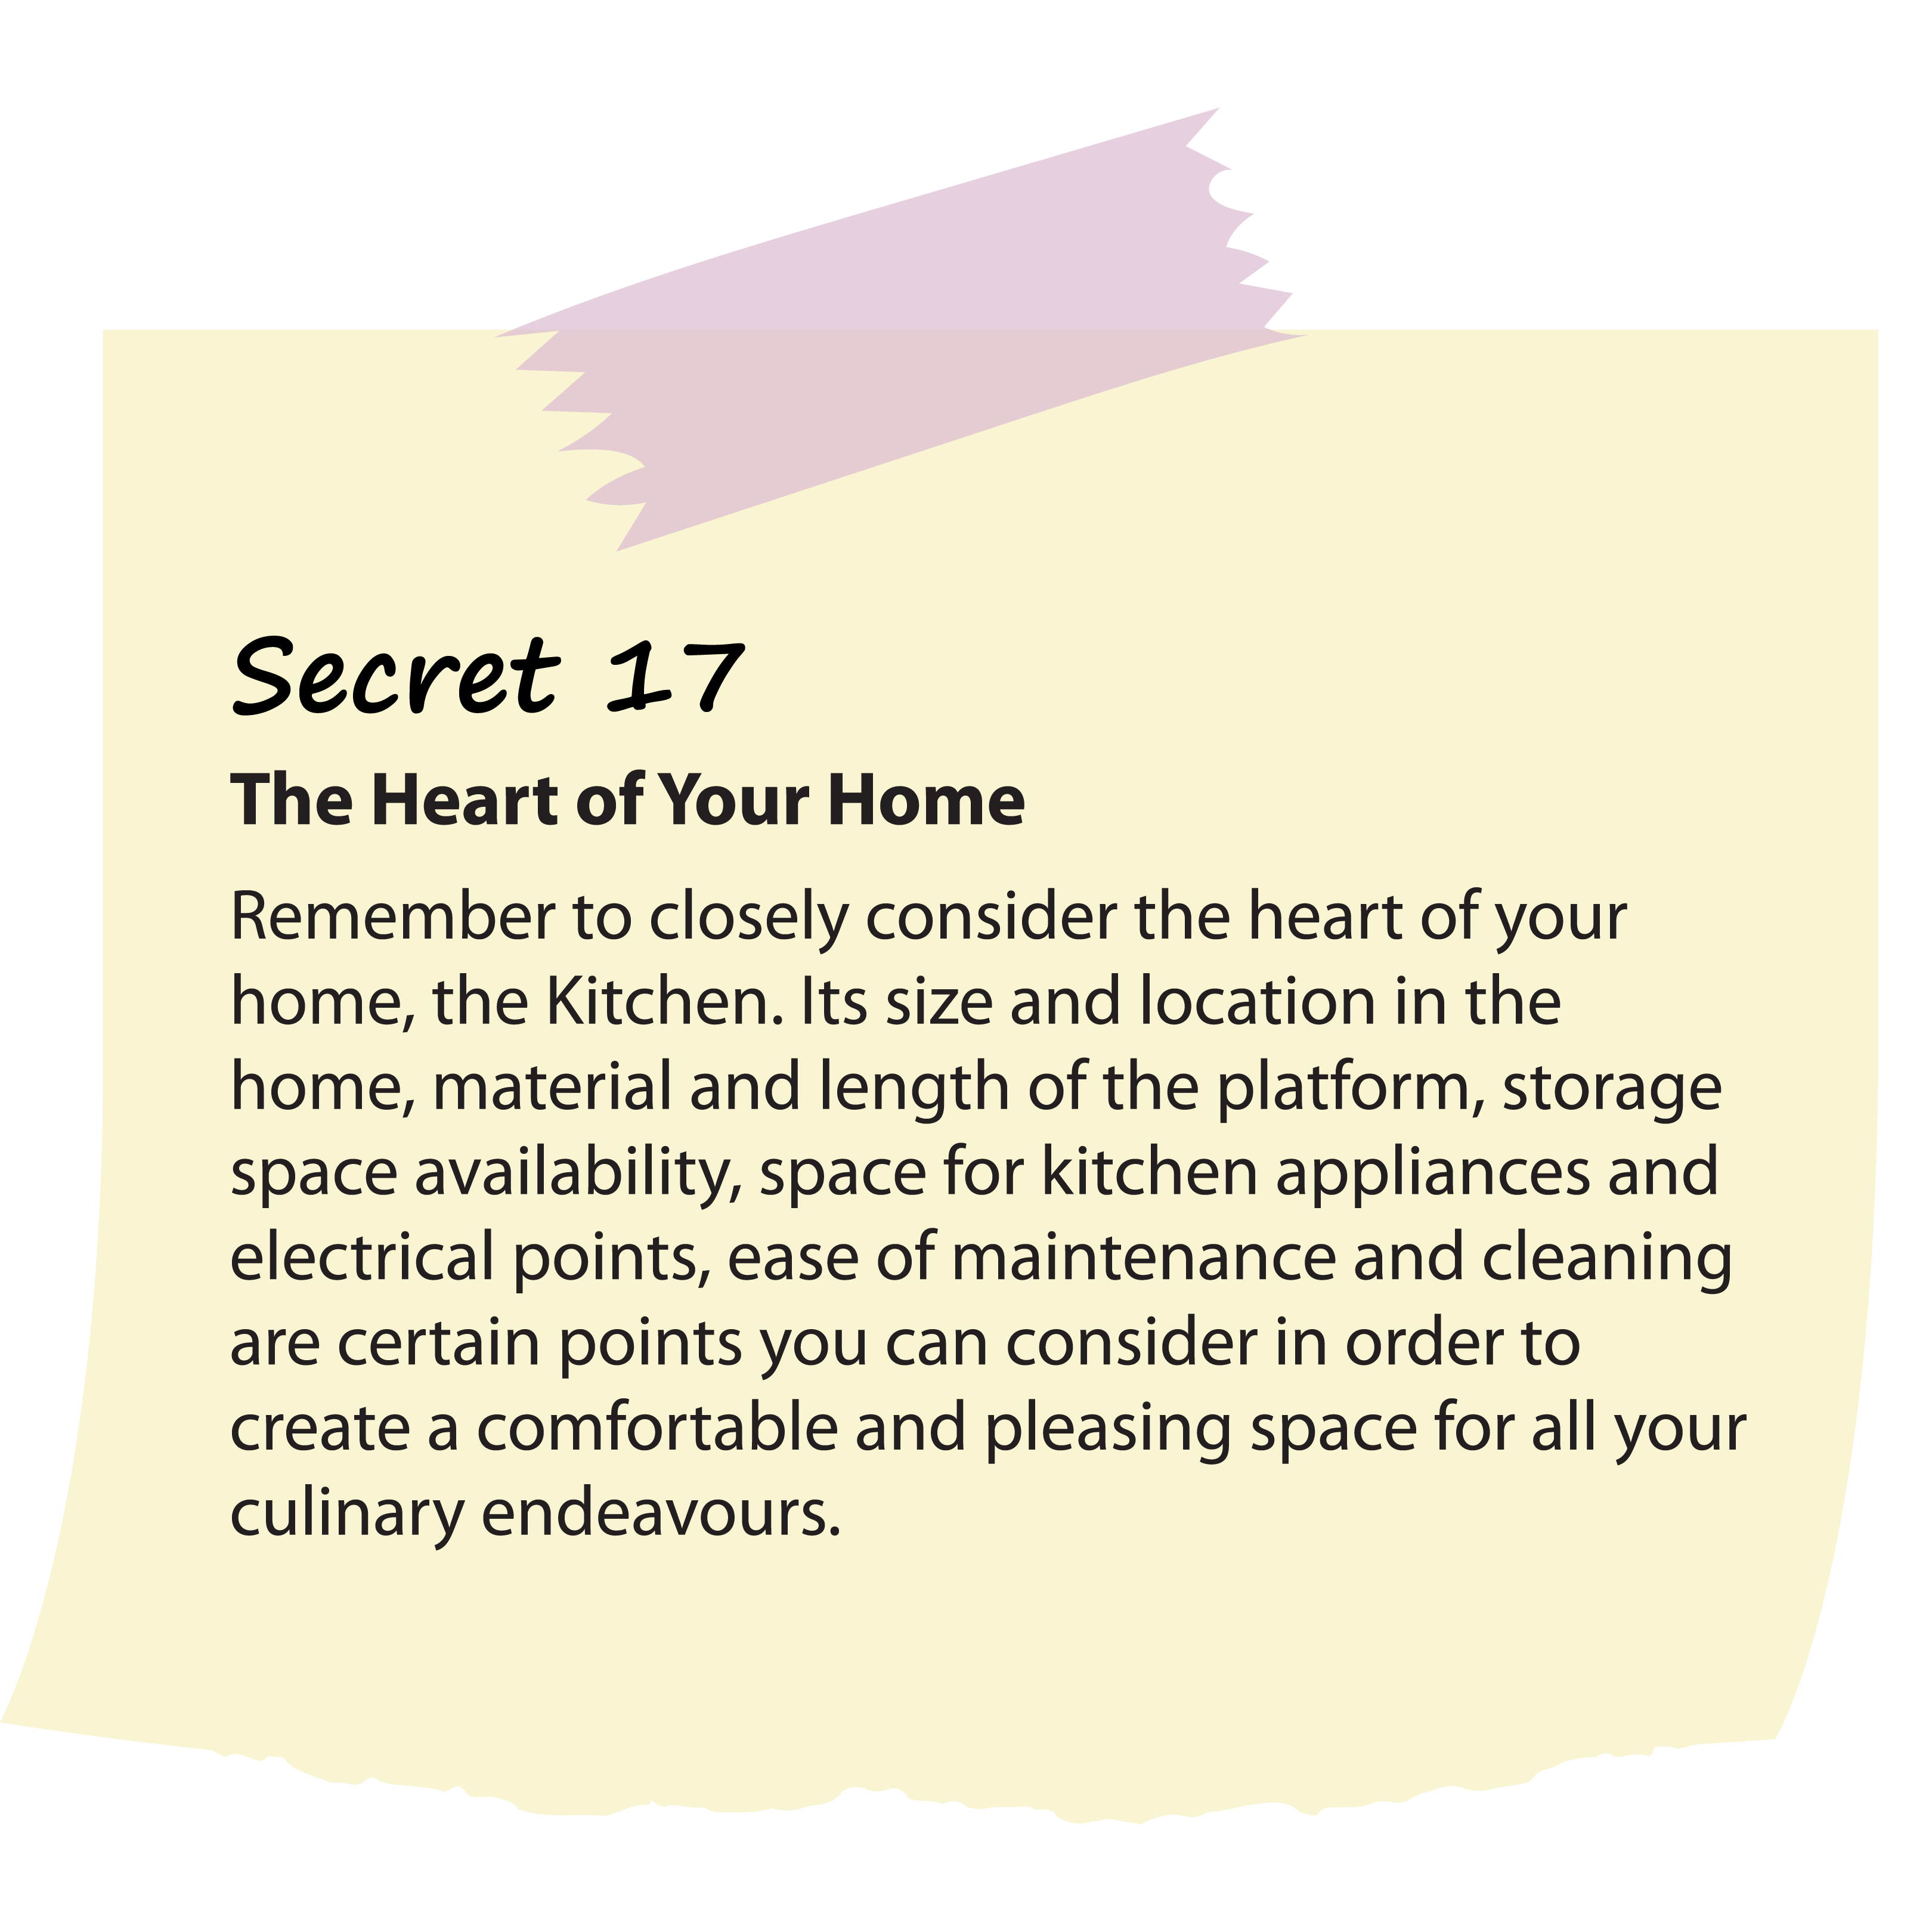 Secret 17
The Heart of Your Home
Remember to closely consider the heart of your
home, the Kitchen. Its size and location in the
home, material and length of the platform, storage
space availability, space for kitchen appliances and
electrical points, ease of maintenance and cleaning
are certain points you can consider in order to
create a comfortable and pleasing space for all your
culinary endeavours.